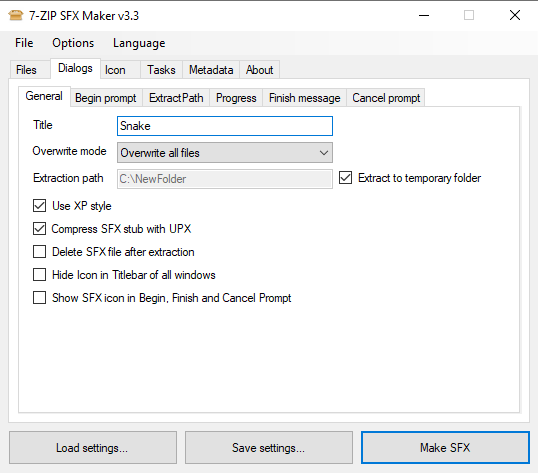 7-ZIP SFX Maker v3.3
File Options Language
Files Dialogs Icon Tasks Metadata About
General Begin prompt ExtractPath Progress Finish message Cancel prompt
Title Snake
Overwrite mode Overwrite all files
Extraction path C:\NewFolder Extract to temporary folder
Use XP style
Compress SFX stub with UPX
Delete SFX file after extraction
Hide Icon in Titlebar of all windows
Show SFX icon in Begin, Finish and Cancel Prompt
Load settings... Save settings... Make SFX